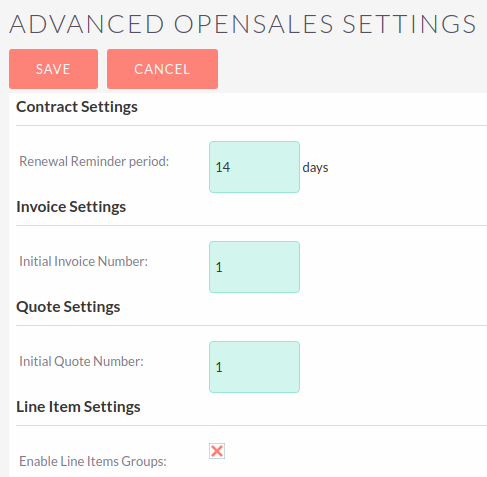 ADVANCED OPENSALES SETTINGS
SAVE CANCEL
Contract Settings
Renewal Reminder period: 14 days
Invoice Settings
Initial Invoice Number: 1
Quote Settings
Initial Quote Number: 1
Line Item Settings
Enable Line Items Groups: